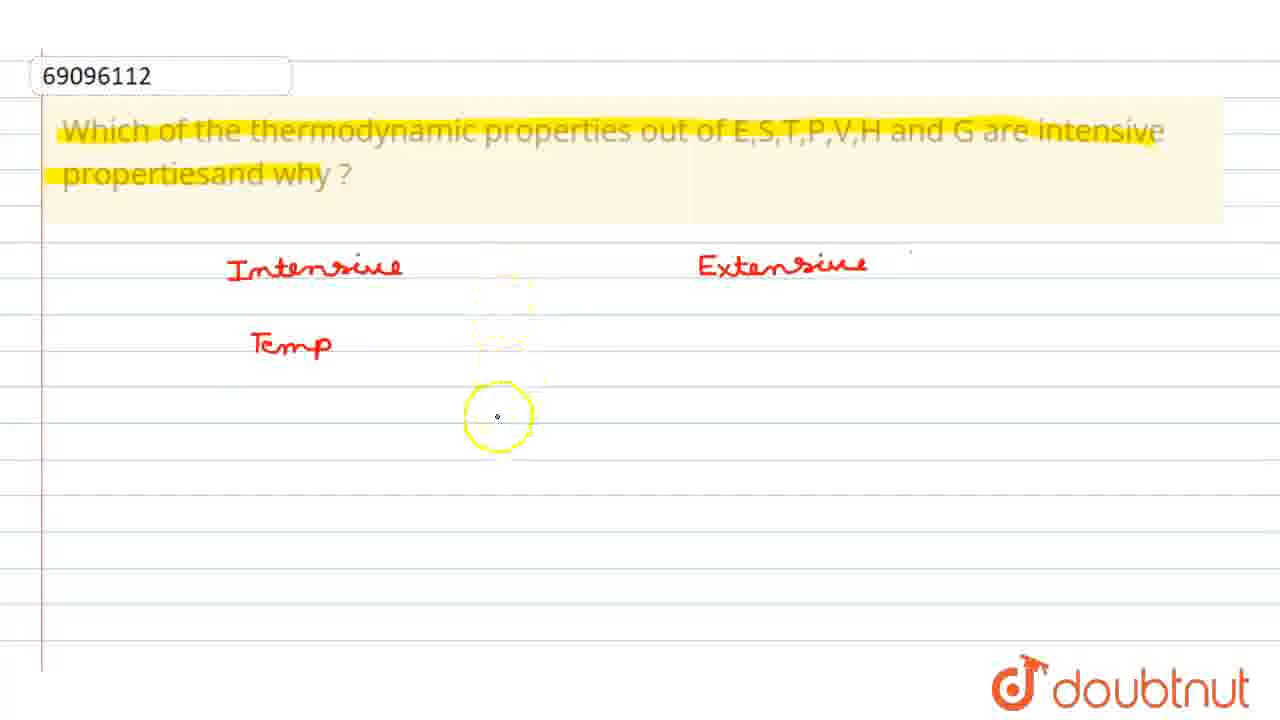 69096112
Which of the thermodynamic properties out of E,S,T,P,V,H and G are intensive
propertiesand why ?
Intensive Extensive
Temp
doubtnut